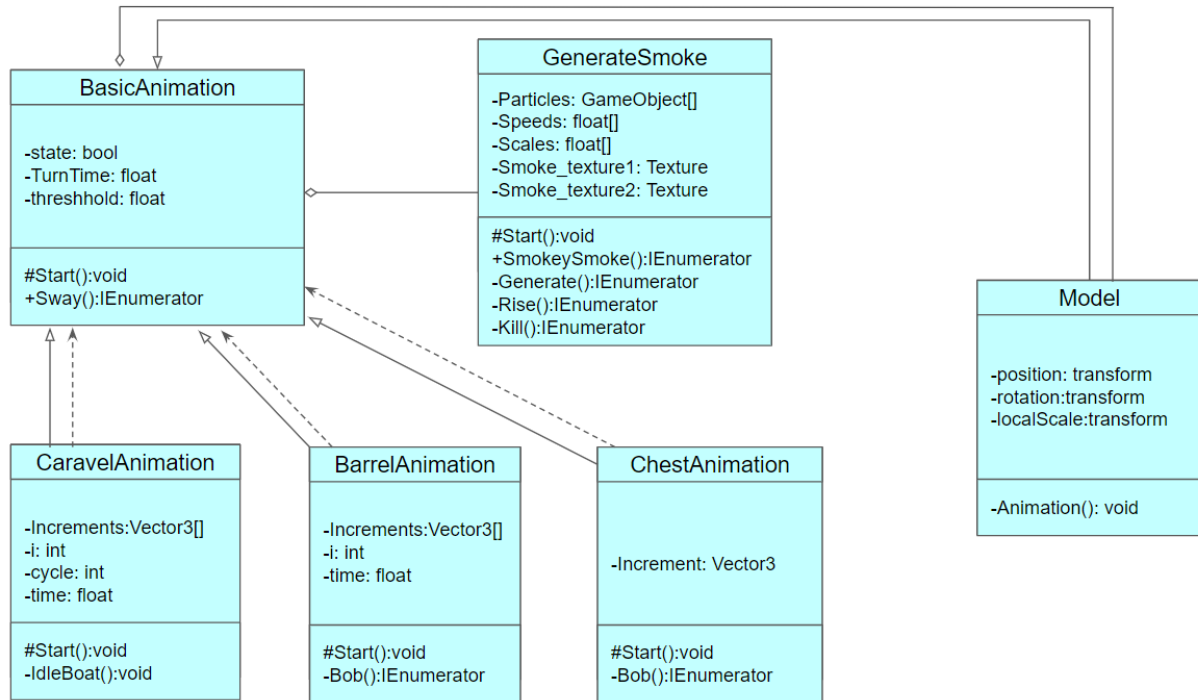 BasicAnimation
-state: bool
-TurnTime: float
-threshhold: float
#Start():void
+Sway():IEnumerator
GenerateSmoke
-Particles: GameObject[]
-Speeds: float[]
-Scales: float[]
-Smoke_texture1: Texture
-Smoke_texture2: Texture
#Start():void
+SmokeySmoke():IEnumerator
-Generate():IEnumerator
-Rise():IEnumerator
-Kill():IEnumerator
Model
-position: transform
-rotation:transform
-localScale:transform
-Animation(): void
CaravelAnimation
-Increments:Vector3[]
-i: int
-cycle: int
-time: float
#Start():void
-IdleBoat():void
BarrelAnimation
-Increments:Vector3[]
-i: int
-time: float
#Start():void
-Bob():IEnumerator
ChestAnimation
-Increment: Vector3
#Start():void
-Bob():IEnumerator